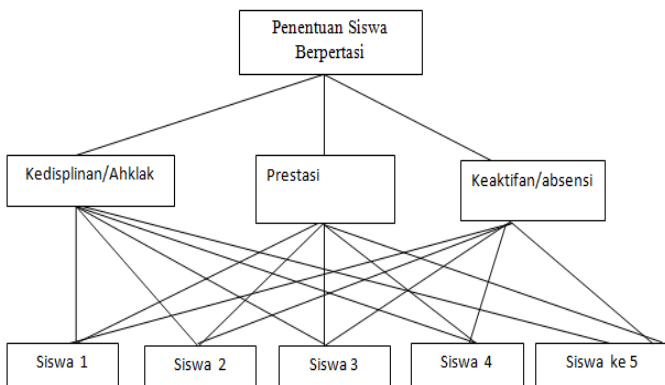 Penentuan Siswa
Berpertasi
Kedisplinan/Ahklak
Prestasi
Keaktifan/absensi
Siswa 1
Siswa 2
Siswa 3
Siswa 4
Siswa ke 5